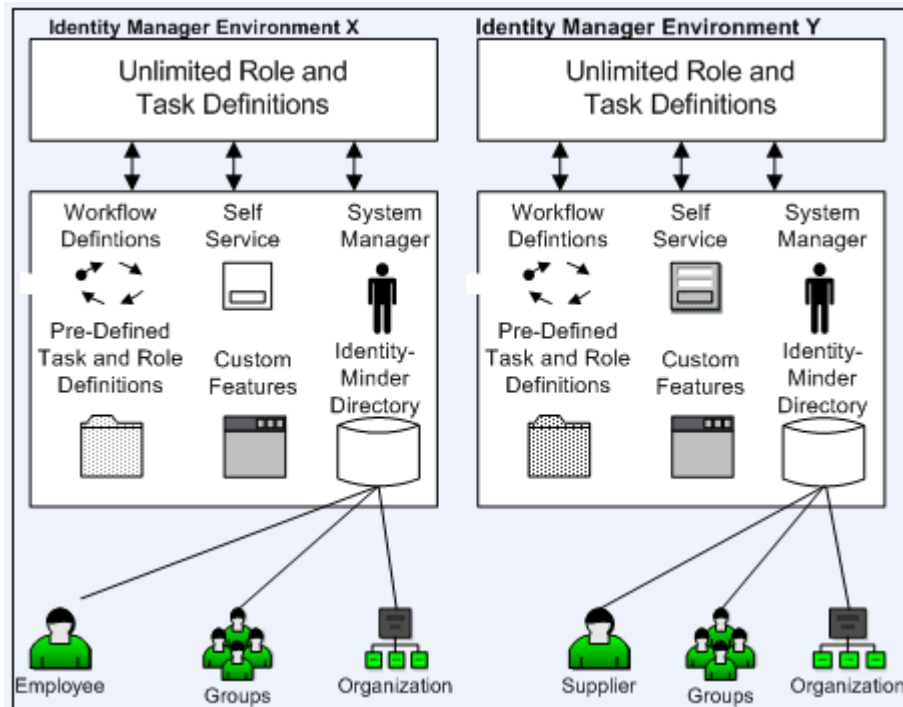 Identity Manager Environment X
Unlimited Role and
Task Definitions
Workflow
Defintions
Self
Service
System
Manager
Pre-Defined
Task and Role
Definitions
Custom
Features
Identity-
Minder
Directory
Employee
Groups
Organization
Identity Manager Environment Y
Unlimited Role and
Task Definitions
Workflow
Definitions
Self
Service
System
Manager
Pre-Defined
Task and Role
Definitions
Custom
Features
Identity-
Minder
Directory
Supplier
Groups
Organization